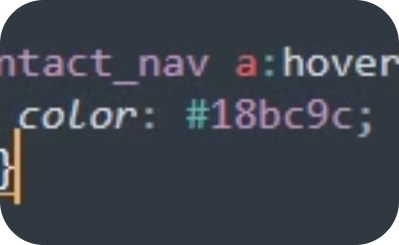 ntact_nav a:hover
color: #18bc9c;
}